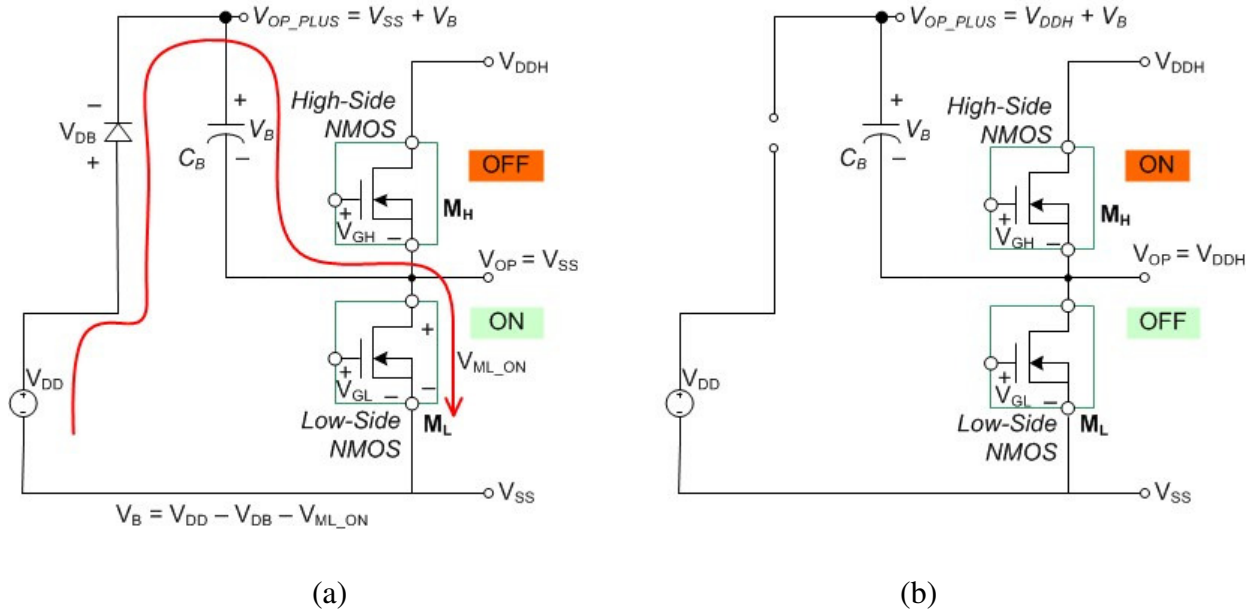 V_OP_PLUS = V_SS + V_B
V_DDH
High-Side
NMOS
–
V_DB
+
+
V_B
C_B
–
OFF
M_H
+
V_GH
–
V_OP = V_SS
ON
+
V_ML_ON
V_DD
+
-
+
V_GL
–
–
Low-Side
NMOS
M_L
V_SS
V_B = V_DD – V_DB – V_ML_ON
(a)
V_OP_PLUS = V_DDH + V_B
V_DDH
High-Side
NMOS
+
V_B
C_B
–
ON
M_H
+
V_GH
–
V_OP = V_DDH
OFF
V_DD
+
-
+
V_GL
–
Low-Side
NMOS
M_L
V_SS
(b)